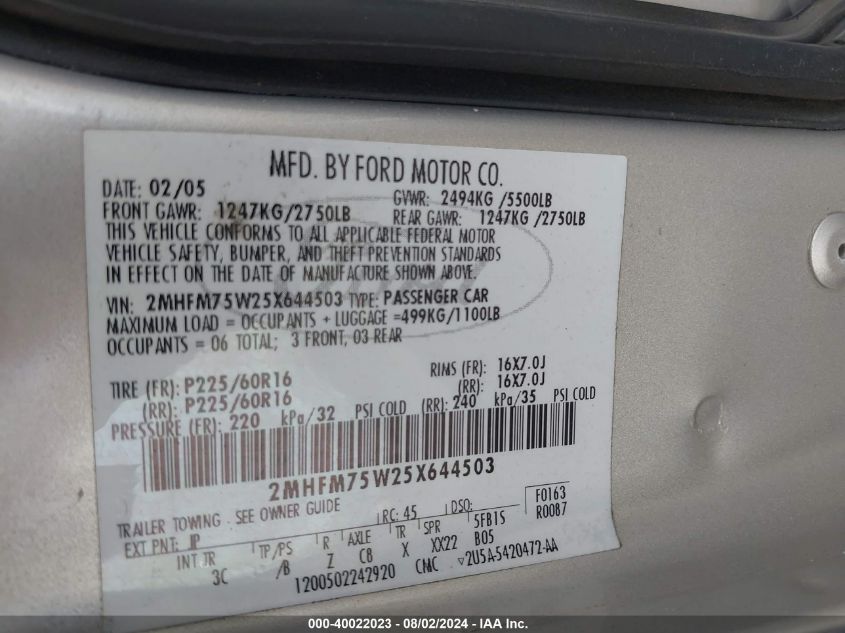 MFD. BY FORD MOTOR CO.
DATE: 02/05 GVWR: 2494KG /5500LB
FRONT GAWR: 1247KG/2750LB REAR GAWR: 1247KG /2750LB
THIS VEHICLE CONFORMS TO ALL APPLICABLE FEDERAL MOTOR
VEHICLE SAFETY, BUMPER, AND THEFT PREVENTION STANDARDS
IN EFFECT ON THE DATE OF MANUFACTURE SHOWN ABOVE.
VIN: 2MHFM75W25X644503 TYPE: PASSENGER CAR
MAXIMUM LOAD = OCCUPANTS + LUGGAGE =499KG/1100LB
OCCUPANTS = 06 TOTAL; 3 FRONT, 03 REAR
TIRE (FR): P225/60R16 RIMS (FR): 16X7.0J
(RR): P225/60R16 (RR): 16X7.0J
PRESSURE (FR): 220 kPa/32 PSI COLD (RR): 240 kPa/35 PSI COLD
2MHFM75W25X644503
TRAILER TOWING - SEE OWNER GUIDE RC: 45 DSO: F0163
EXT PNT: JP R0087
INT TR TP/PS R AXLE TR SPR 5FB1S
3C /B Z C8 X XX22 B05
1200502242920 CMC ▽2U5A-5420472-AA
Ford
000-40022023 - 08/02/2024 - IAA Inc.